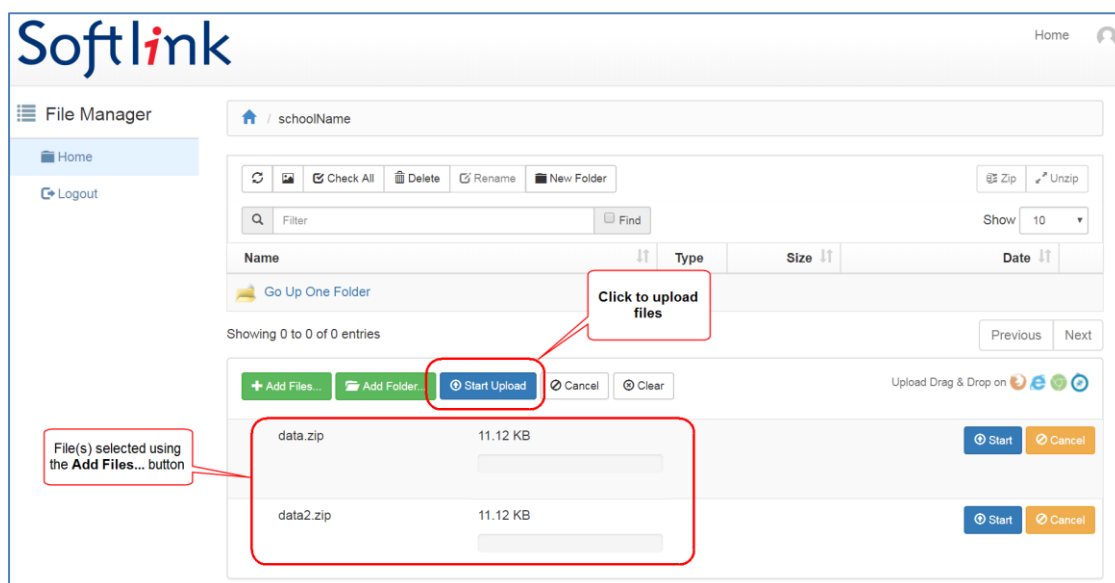 Softlink
Home
File Manager
/ schoolName
Home
Logout
Check All Delete Rename New Folder Zip Unzip
Filter Find Show 10
Name Type Size Date
Go Up One Folder
Click to upload
files
Showing 0 to 0 of 0 entries
Previous Next
+ Add Files... Add Folder... Start Upload Cancel Clear Upload Drag & Drop on
File(s) selected using
the Add Files... button
data.zip 11.12 KB Start Cancel
data2.zip 11.12 KB Start Cancel